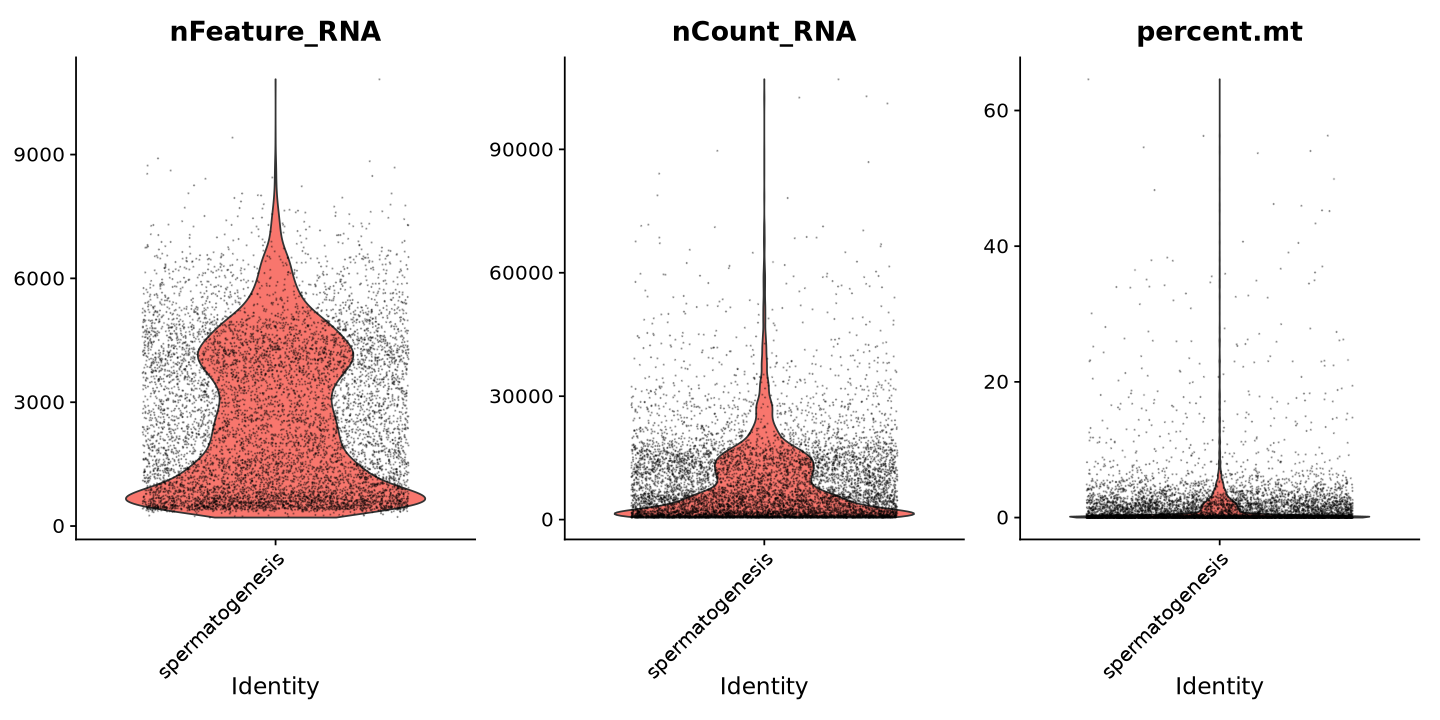 nFeature_RNA
9000
6000
3000
0
spermatogenesis
Identity
nCount_RNA
90000
60000
30000
0
spermatogenesis
Identity
percent.mt
60
40
20
0
spermatogenesis
Identity